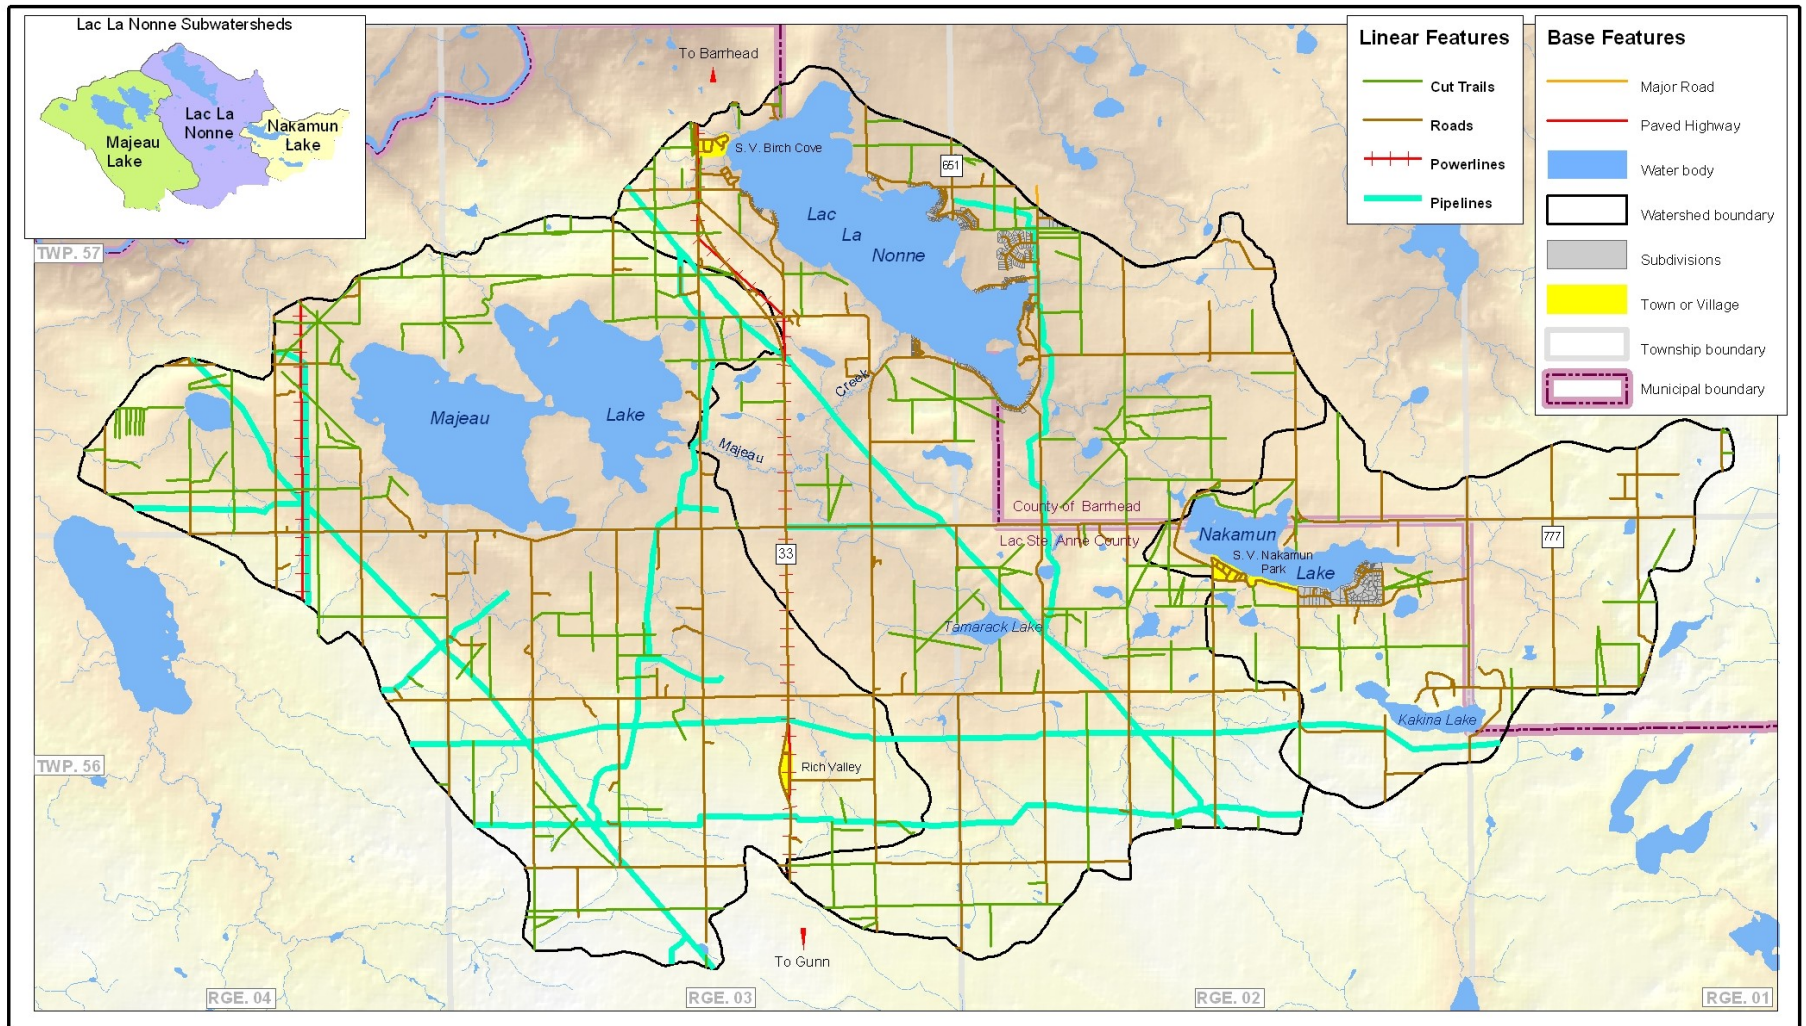 Lac La Nonne Subwatersheds
Majeau
Lake
Lac La
Nonne
Nakamun
Lake
To Barrhead
Linear Features
Cut Trails
Roads
Powerlines
Pipelines
Base Features
Major Road
Paved Highway
Water body
Watershed boundary
Subdivisions
Town or Village
Township boundary
Municipal boundary
S. V. Birch Cove
651
Lac
La
Nonne
TWP. 57
Majeau
Lake
Creek
Majeau
County of Barrhead
Lac Ste. Anne County
33
Nakamun
Lake
S. V. Nakamun
Park
777
Tamarack Lake
Kakina Lake
TWP. 56
Rich Valley
To Gunn
RGE. 04
RGE. 03
RGE. 02
RGE. 01